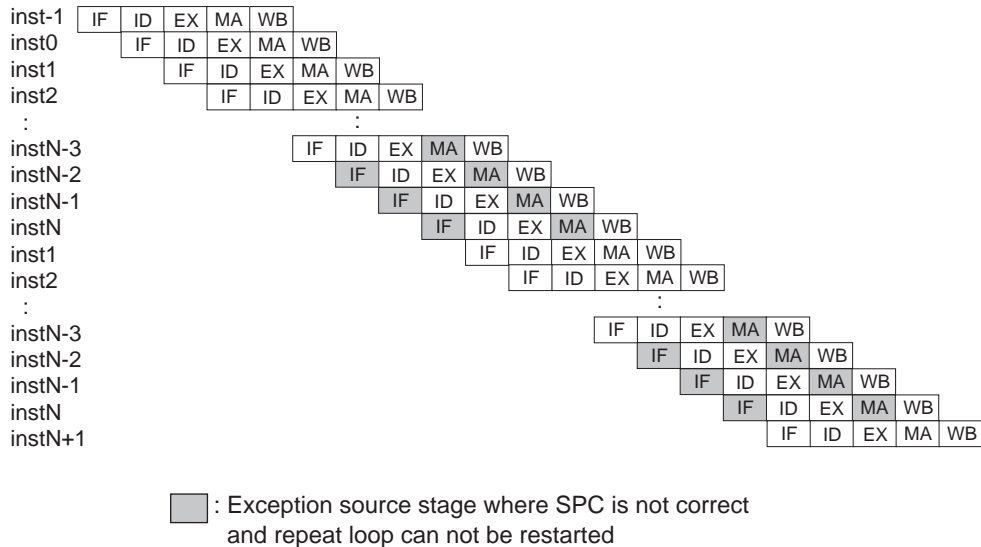 inst-1 IF ID EX MA WB
inst0 IF ID EX MA WB
inst1 IF ID EX MA WB
inst2 IF ID EX MA WB
: :
instN-3 IF ID EX MA WB
instN-2 IF ID EX MA WB
instN-1 IF ID EX MA WB
instN IF ID EX MA WB
inst1 IF ID EX MA WB
inst2 IF ID EX MA WB
: :
instN-3 IF ID EX MA WB
instN-2 IF ID EX MA WB
instN-1 IF ID EX MA WB
instN IF ID EX MA WB
instN+1 IF ID EX MA WB
: Exception source stage where SPC is not correct
and repeat loop can not be restarted